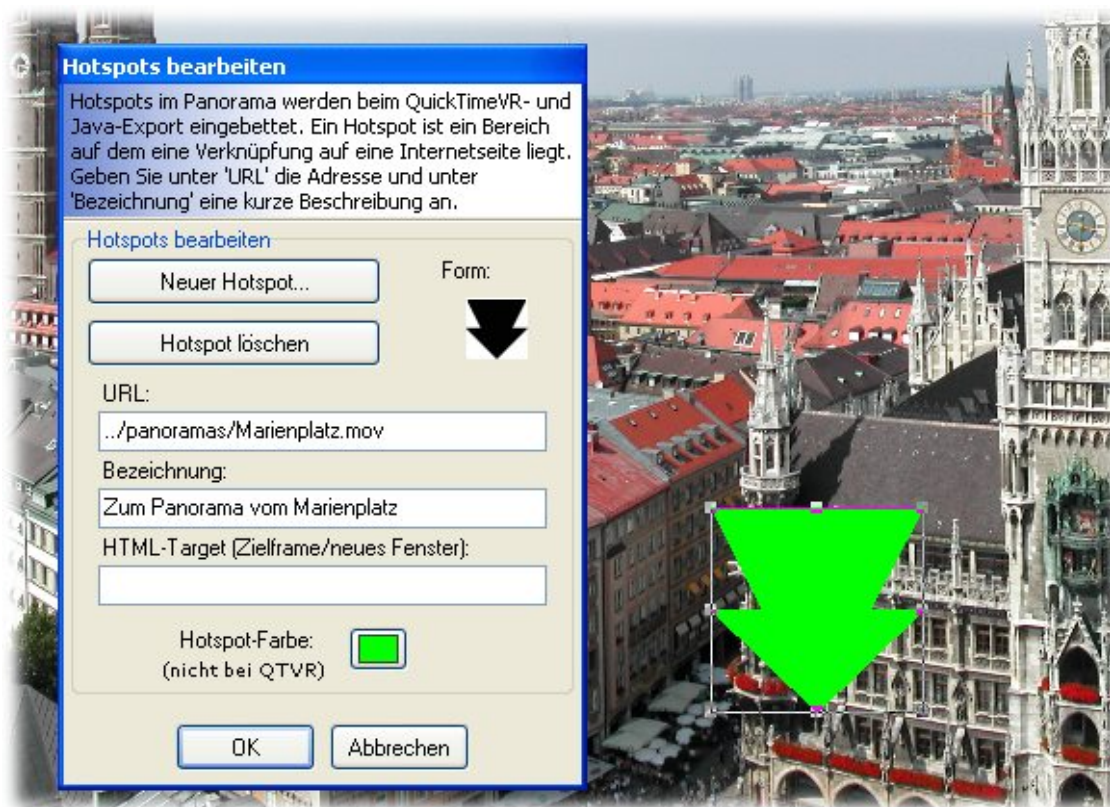 Hotspots bearbeiten
Hotspots im Panorama werden beim QuickTimeVR- und
Java-Export eingebettet. Ein Hotspot ist ein Bereich
auf dem eine Verknüpfung auf eine Internetseite liegt.
Geben Sie unter 'URL' die Adresse und unter
'Bezeichnung' eine kurze Beschreibung an.
Hotspots bearbeiten
Neuer Hotspot...
Form:
Hotspot löschen
URL:
../panoramas/Marienplatz.mov
Bezeichnung:
Zum Panorama vom Marienplatz
HTML-Target (Zielframe/neues Fenster):
Hotspot-Farbe:
(nicht bei QTVR)
OK
Abbrechen